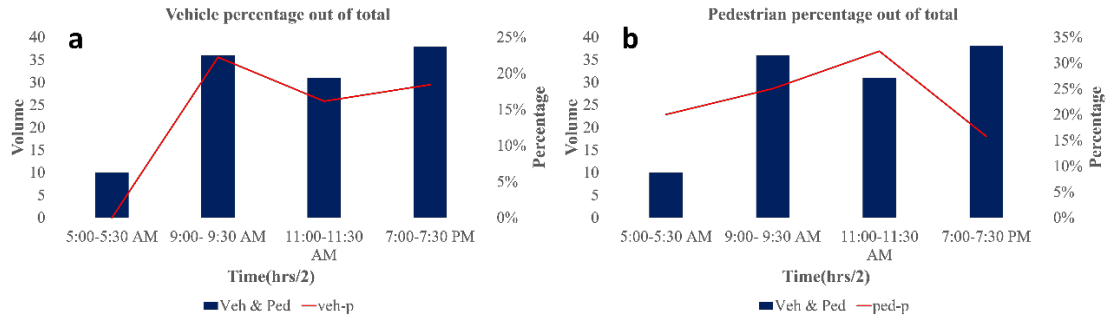 Vehicle percentage out of total
a
40
35
30
25
20
15
10
5
0
Volume
25%
20%
15%
10%
5%
0%
Percentage
5:00-5:30 AM 9:00- 9:30 AM 11:00-11:30 7:00-7:30 PM
AM
Time(hrs/2)
Veh & Ped veh-p
Pedestrian percentage out of total
b
40
35
30
25
20
15
10
5
0
Volume
35%
30%
25%
20%
15%
10%
5%
0%
Percentage
5:00-5:30 AM 9:00- 9:30 AM 11:00-11:30 7:00-7:30 PM
AM
Time(hrs/2)
Veh & Ped ped-p